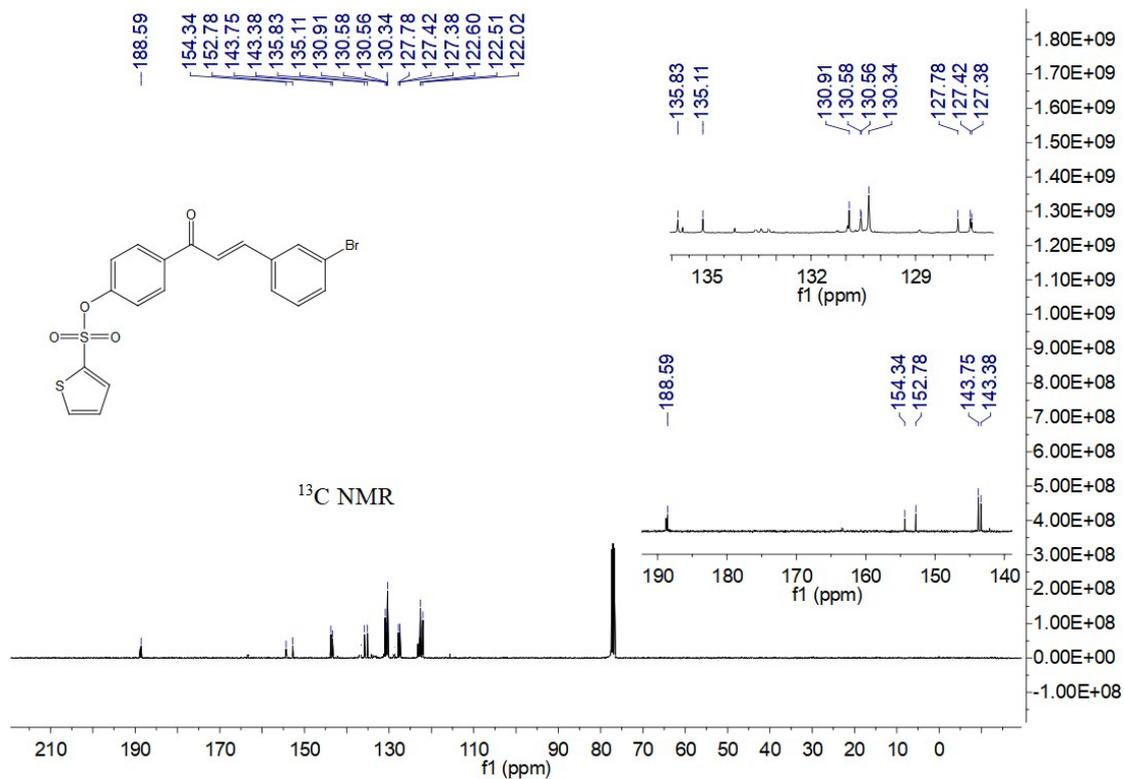 188.59
154.34
152.78
143.75
143.38
135.83
135.11
130.91
130.58
130.56
130.34
127.78
127.42
127.38
122.60
122.51
122.02
O
Br
O
O=S=O
S
13C NMR
135.83
135.11
130.91
130.58
130.56
130.34
127.78
127.42
127.38
135 132 129
f1 (ppm)
188.59
154.34
152.78
143.75
143.38
190 180 170 160 150 140
f1 (ppm)
1.80E+09
1.70E+09
1.60E+09
1.50E+09
1.40E+09
1.30E+09
1.20E+09
1.10E+09
1.00E+09
9.00E+08
8.00E+08
7.00E+08
6.00E+08
5.00E+08
4.00E+08
3.00E+08
2.00E+08
1.00E+08
0.00E+00
-1.00E+08
210 190 170 150 130 110 90 80 70 60 50 40 30 20 10 0
f1 (ppm)